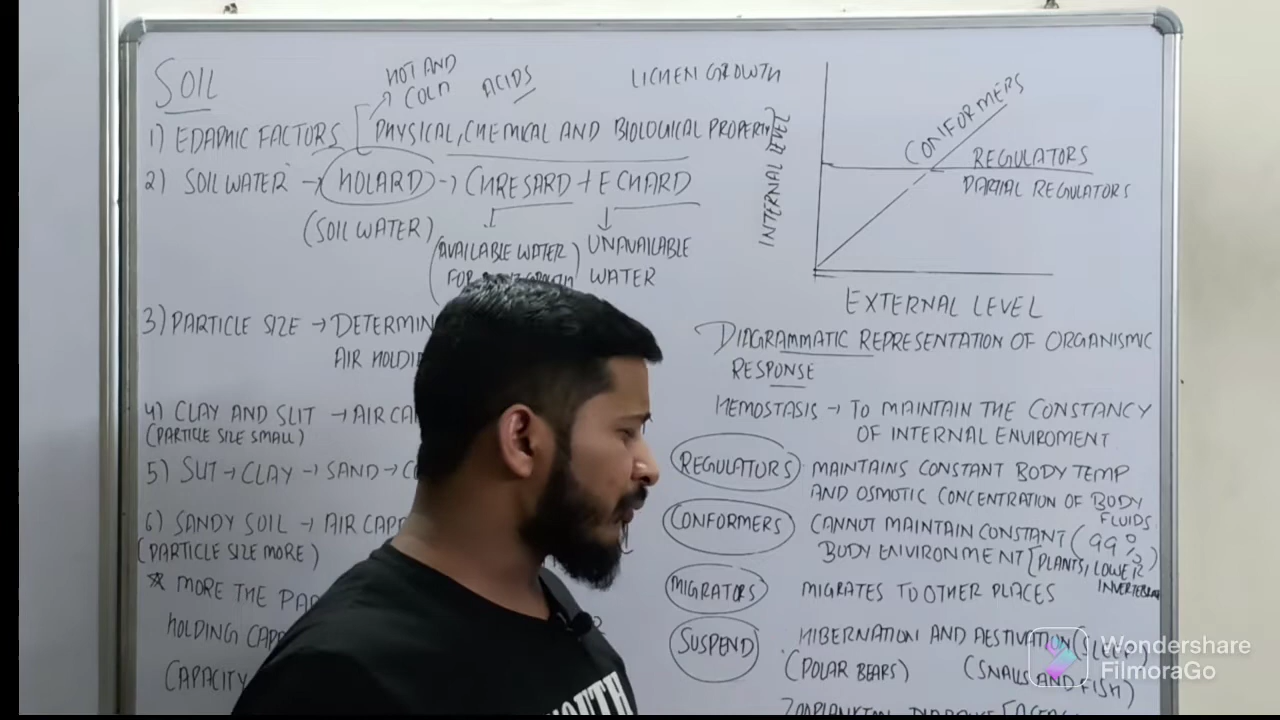 SOIL
HOT AND
COLD
ACIDS
1) EDAPHIC FACTORS [PHYSICAL, CHEMICAL AND BIOLOGICAL PROPERTY]
2) SOIL WATER → HOLARD → CHRESARD + ECHARD
(SOIL WATER)
(AVAILABLE WATER
FOR
UNAVAILABLE
WATER
3) PARTICLE SIZE → DETERMIN
AIR HOLDI
4) CLAY AND SLIT → AIR CA
(PARTICLE SIZE SMALL)
5) SLIT → CLAY → SAND → C
6) SANDY SOIL → AIR CAP
(PARTICLE SIZE MORE)
* MORE THE PA
HOLDING CAP
CAPACITY
LICHEN GROWTH
INTERNAL LEVEL
CONFORMERS
REGULATORS
PARTIAL REGULATORS
EXTERNAL LEVEL
DIAGRAMMATIC REPRESENTATION OF ORGANISMIC
RESPONSE
HEMOSTASIS → TO MAINTAIN THE CONSTANCY
OF INTERNAL ENVIROMENT
REGULATORS MAINTAINS CONSTANT BODY TEMP
AND OSMOTIC CONCENTRATION OF BODY
FLUIDS
CONFORMERS CANNOT MAINTAIN CONSTANT (99%)
BODY ENVIRONMENT [PLANTS, LOWER
MIGRATORS MIGRATES TO OTHER PLACES
SUSPEND HIBERNATION AND AESTIVATION (SLEEP)
(POLAR BEARS) (SNAILS AND FISH)
ZOOPLANKTON
OUTH
Wondershare
FilmoraGo